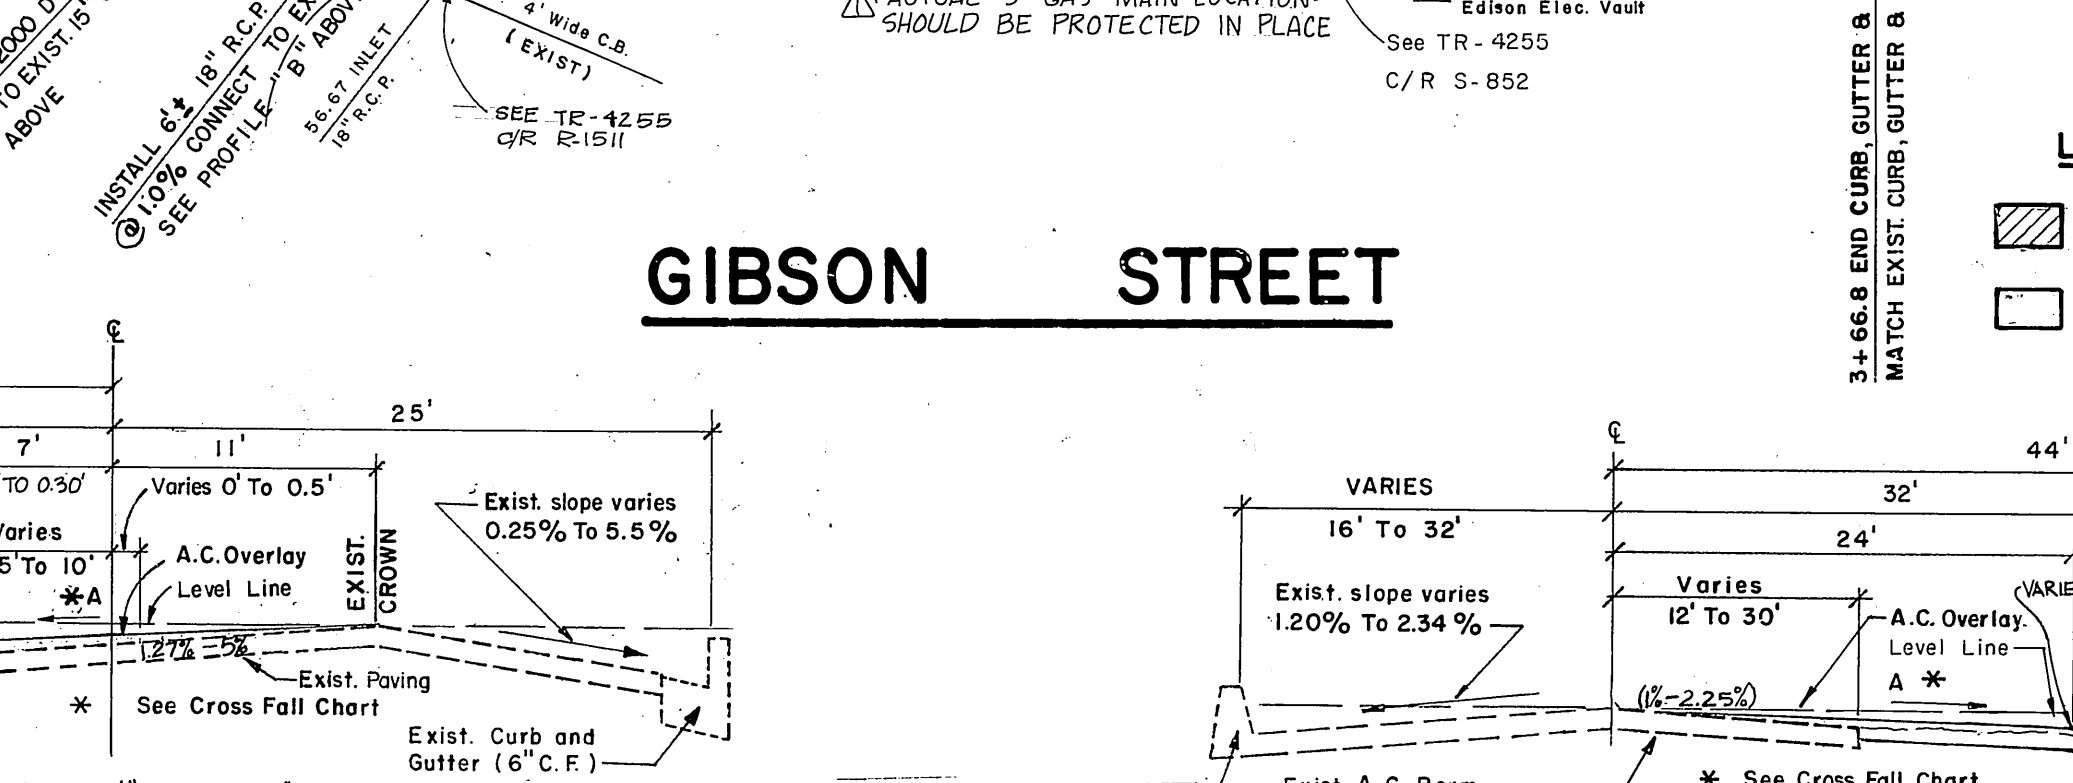 2000 D
TO EXIST. 15"
ABOVE
INSTALL 6'± 18" R.C.P.
@ 1.0% CONNECT TO EX
SEE PROFILE "B" ABOV
56.67 INLET
18" R.C.P.
4' Wide C.B.
(EXIST)
SEE TR-4255
C/R R-1511
SHOULD BE PROTECTED IN PLACE
Edison Elec. Vault
See TR-4255
C/R S-852
3+66.8 END CURB, GUTTER &
MATCH EXIST. CURB, GUTTER &
L
GIBSON STREET
℄
25'
7' 11'
TO 0.30' Varies 0' To 0.5'
Varies
5' To 10'
A.C. Overlay
Level Line
* A
EXIST.
CROWN
Exist. slope varies
0.25% To 5.5%
1.27% - 5%
Exist. Paving
* See Cross Fall Chart
Exist. Curb and
Gutter (6" C.F.)
℄
44'
VARIES
16' To 32'
32'
24'
Varies
12' To 30'
Exist. slope varies
1.20% To 2.34%
VARIE
A.C. Overlay.
Level Line
A *
(1%-2.25%)
Exist. A.C. Berm
* See Cross Fall Chart